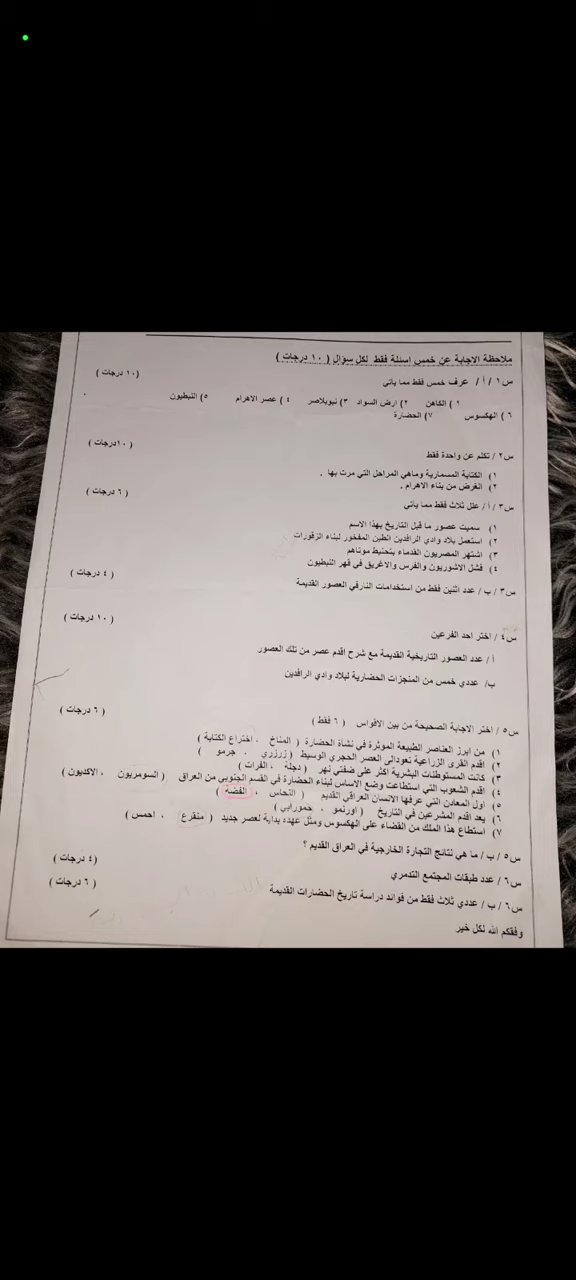 ملاحظة الاجابة عن خمس اسئلة فقط لكل سؤال ( ١٠ درجات )
س١ / أ / عرف خمس فقط مما يأتي (١٠ درجات )
١ ) الكاهن ٢ ) ارض السواد ٣ ) نبوبلاصر ٤ ) عصر الاهرام ٥ ) النبطيون
٦ ) الهكسوس ٧ ) الحضارة
س٢ / تكلم عن واحدة فقط ( ١٠درجات )
١ ) الكتابة المسمارية وماهي المراحل التي مرت بها .
٢ ) الغرض من بناء الاهرام .
س٣ / أ / علل ثلاث فقط مما يأتي ( ٦ درجات )
١ ) سميت عصور ما قبل التاريخ بهذا الاسم
٢ ) استعمل بلاد وادي الرافدين الطين المفخور لبناء الزقورات
٣ ) اشتهر المصريون القدماء بتحنيط موتاهم
٤ ) فشل الاشوريون والفرس والاغريق في قهر النبطيون
س٣ / ب / عدد اثنين فقط من استخدامات النارفي العصور القديمة ( ٤ درجات )
س٤ / اختر احد الفرعين ( ١٠ درجات )
أ / عدد العصور التاريخية القديمة مع شرح اقدم عصر من تلك العصور
ب/ عددي خمس من المنجزات الحضارية لبلاد وادي الرافدين
س٥ / اختر الاجابة الصحيحة من بين الاقواس ( ٦ فقط ) ( ٦ درجات )
١ ) من ابرز العناصر الطبيعة الموثرة في نشأة الحضارة ( المناخ ، اختراع الكتابة )
٢ ) اقدم القرى الزراعية تعودالى العصر الحجري الوسيط ( زرزري ، جرمو )
٣ ) كانت المستوطنات البشرية اكثر على ضفتي نهر ( دجلة ، الفرات )
٤ ) اقدم الشعوب التي استطاعت وضع الاساس لبناء الحضارة في القسم الجنوبي من العراق ( السومريون ، الاكديون )
٥ ) اول المعادن التي عرفها الانسان العراقي القديم ( النحاس ، الفضة )
٦ ) يعد اقدم المشرعين في التاريخ ( اورنمو ، حمورابي )
٧ ) استطاع هذا الملك من القضاء على الهكسوس ومثل عهده بداية لعصر جديد ( منقرع ، احمس )
س٥ / ب / ما هي نتائج التجارة الخارجية في العراق القديم ؟
س٦ / أ / عدد طبقات المجتمع التدمري ( ٤ درجات )
س٦ / ب / عددي ثلاث فقط من فوائد دراسة تاريخ الحضارات القديمة ( ٦ درجات )
وفقكم الله لكل خير